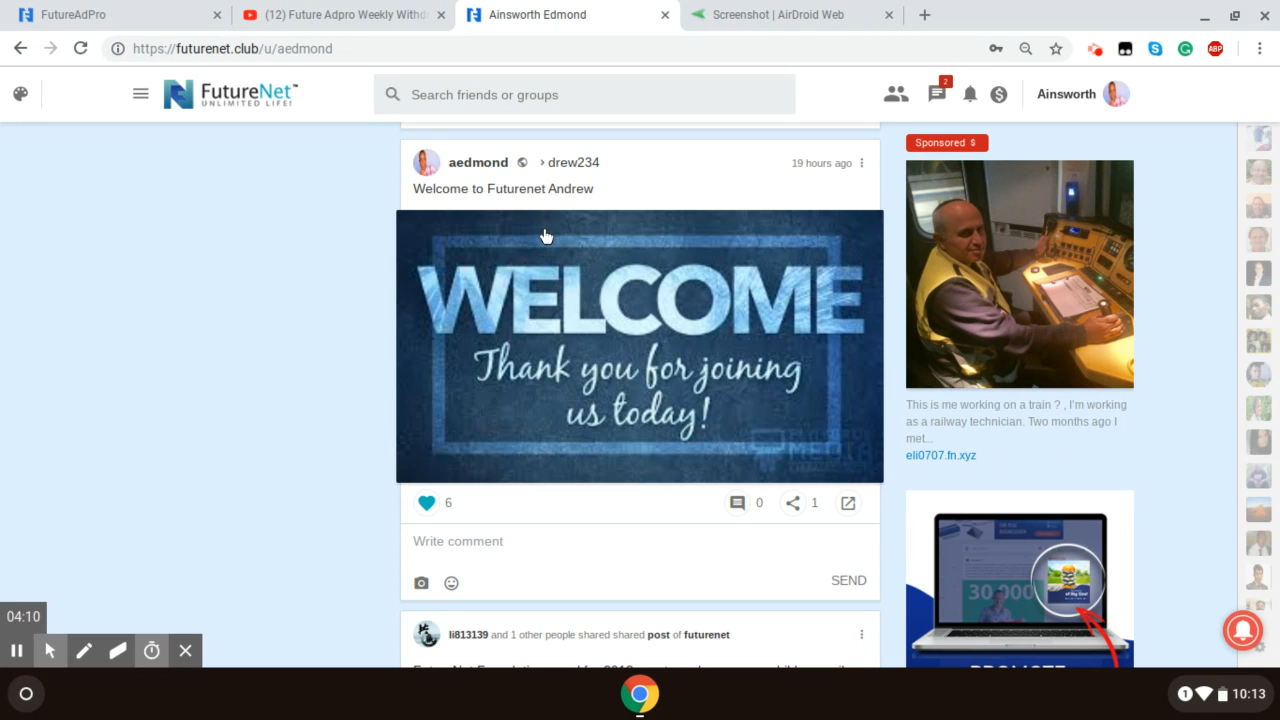 FutureAdPro
(12) Future Adpro Weekly Withd
Ainsworth Edmond
Screenshot | AirDroid Web
https://futurenet.club/u/aedmond
ABP
FutureNet™
UNLIMITED LIFE!
Search friends or groups
2
Ainsworth
aedmond > drew234
19 hours ago
Welcome to Futurenet Andrew
WELCOME
Thank you for joining
us today!
6
0
1
Write comment
SEND
li813139 and 1 other people shared shared post of futurenet
Sponsored $
This is me working on a train ? , I'm working
as a railway technician. Two months ago I
met...
eli0707.fn.xyz
30 000
PROMOTE
04:10
1
10:13